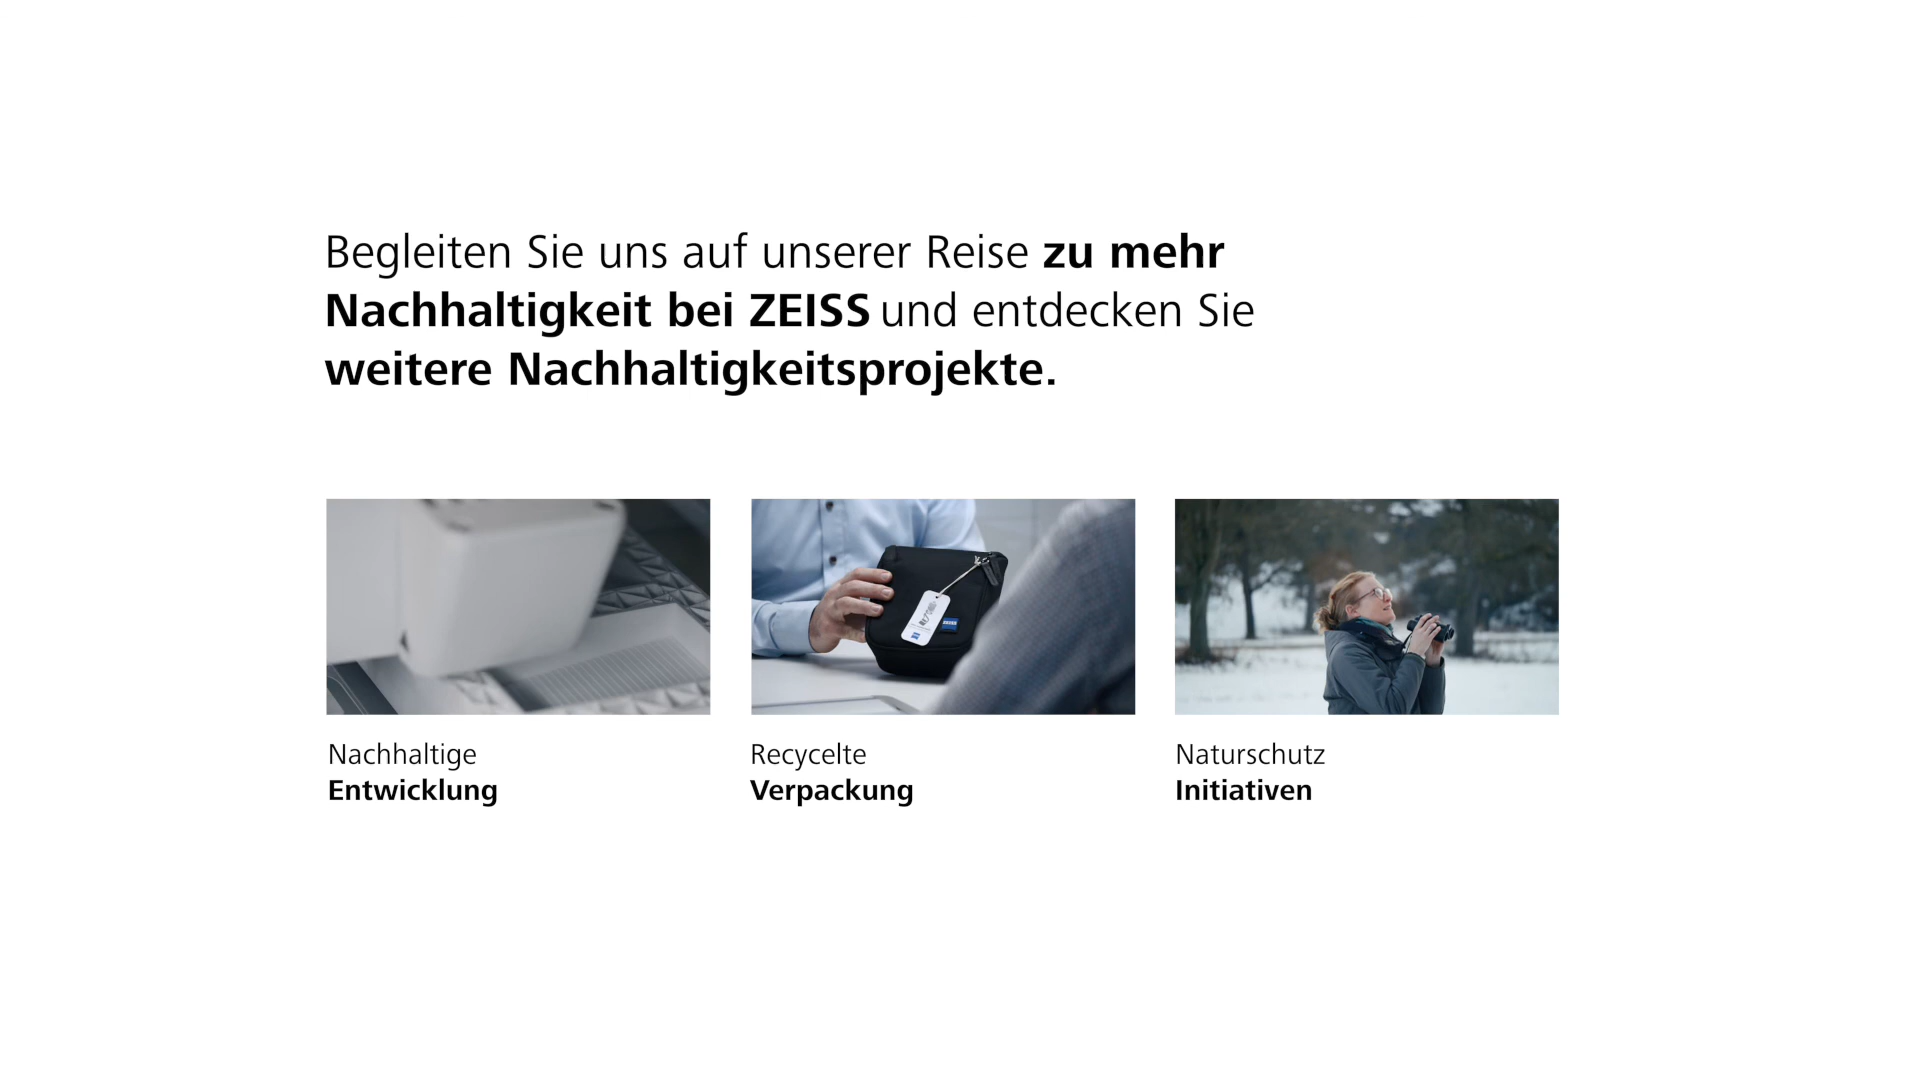 Begleiten Sie uns auf unserer Reise zu mehr
Nachhaltigkeit bei ZEISS und entdecken Sie
weitere Nachhaltigkeitsprojekte.
ZEISS
Nachhaltige
Entwicklung
Recycelte
Verpackung
Naturschutz
Initiativen